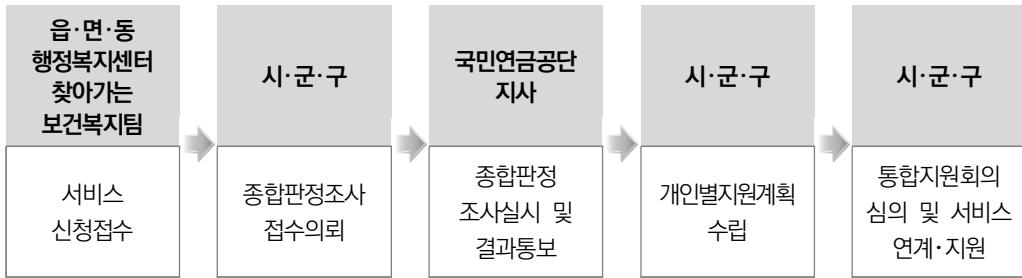 읍·면·동
행정복지센터
찾아가는
보건복지팀
서비스
신청접수
시·군·구
종합판정조사
접수의뢰
국민연금공단
지사
종합판정
조사실시 및
결과통보
시·군·구
개인별지원계획
수립
시·군·구
통합지원회의
심의 및 서비스
연계·지원